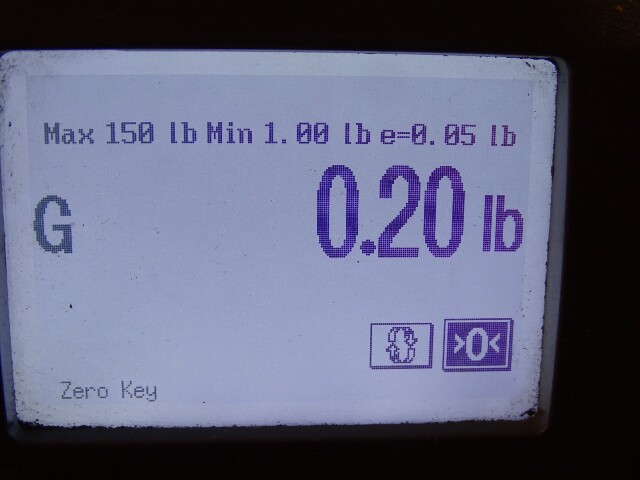 Max 150 lb Min 1.00 lb e=0.05 lb
G 0.20 lb
>0<
Zero Key